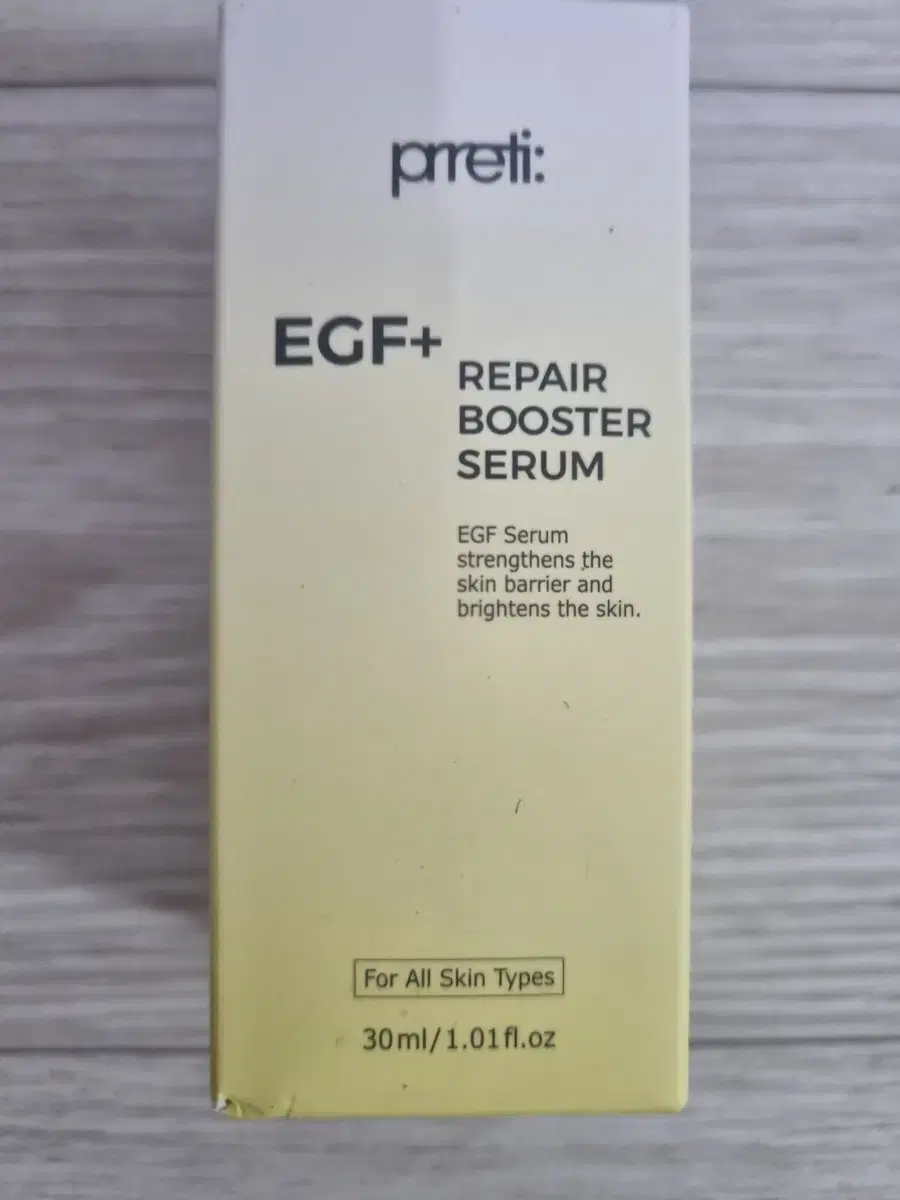 prreti:
EGF+
REPAIR
BOOSTER
SERUM
EGF Serum
strengthens the
skin barrier and
brightens the skin.
For All Skin Types
30ml/1.01fl.oz